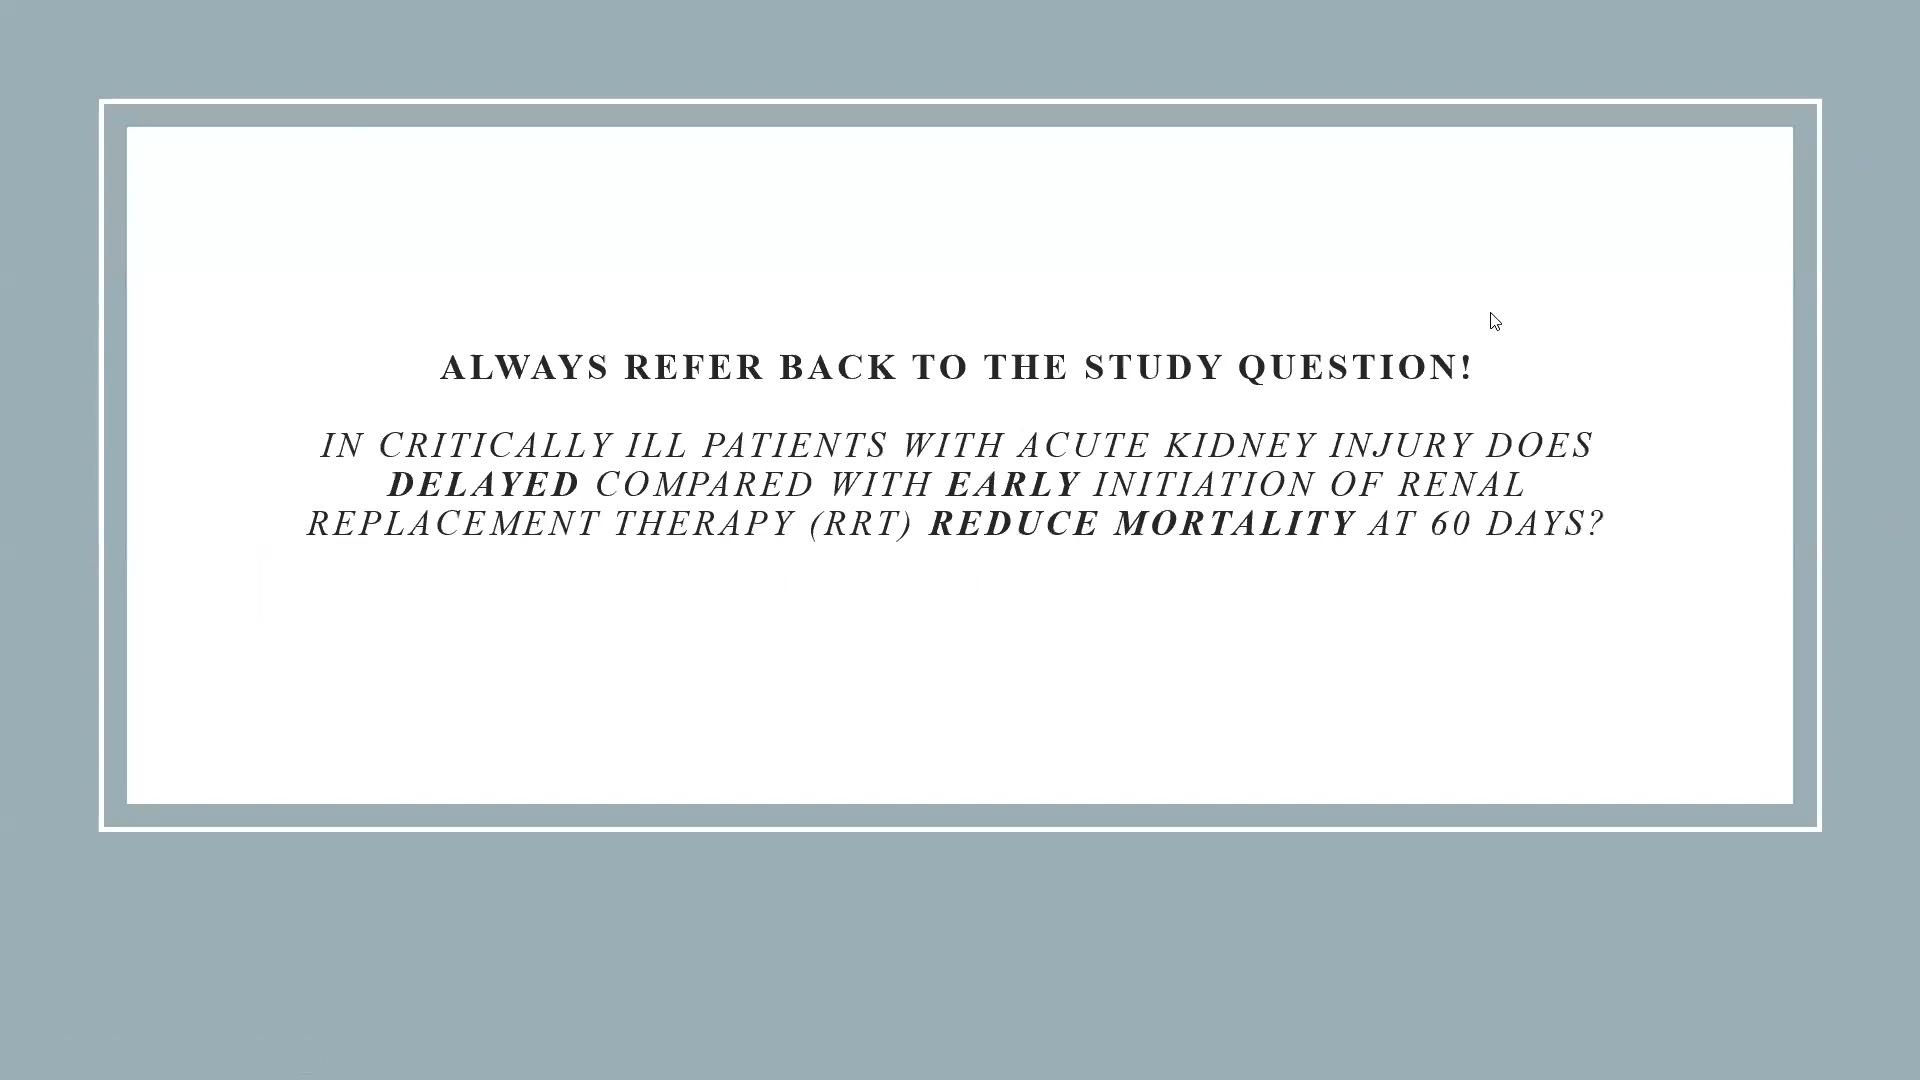 ALWAYS REFER BACK TO THE STUDY QUESTION!
IN CRITICALLY ILL PATIENTS WITH ACUTE KIDNEY INJURY DOES
DELAYED COMPARED WITH EARLY INITIATION OF RENAL
REPLACEMENT THERAPY (RRT) REDUCE MORTALITY AT 60 DAYS?